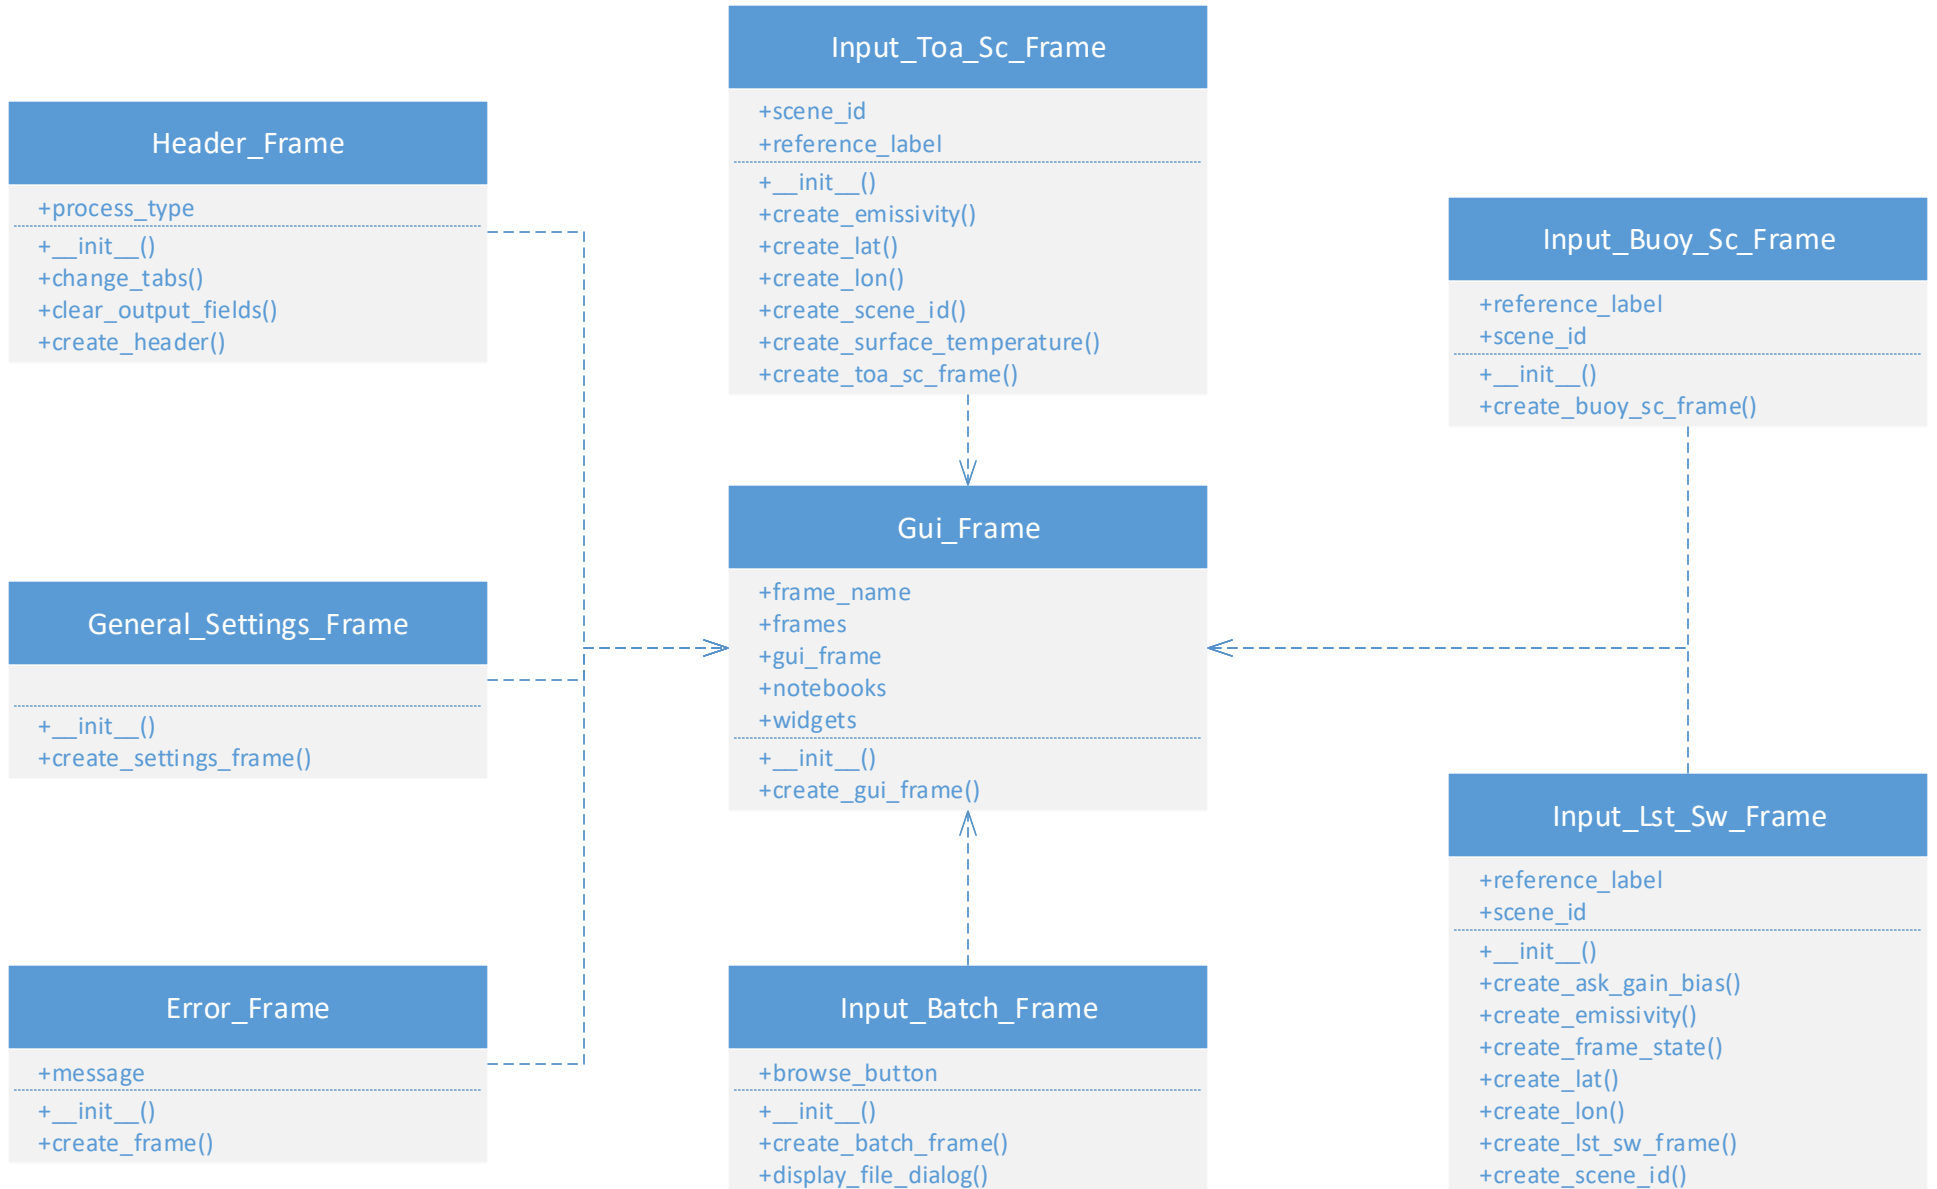 Input_Toa_Sc_Frame
+scene_id
+reference_label
+__init__()
+create_emissivity()
+create_lat()
+create_lon()
+create_scene_id()
+create_surface_temperature()
+create_toa_sc_frame()
Header_Frame
+process_type
+__init__()
+change_tabs()
+clear_output_fields()
+create_header()
Input_Buoy_Sc_Frame
+reference_label
+scene_id
+__init__()
+create_buoy_sc_frame()
Gui_Frame
+frame_name
+frames
+gui_frame
+notebooks
+widgets
+__init__()
+create_gui_frame()
General_Settings_Frame
+__init__()
+create_settings_frame()
Input_Lst_Sw_Frame
+reference_label
+scene_id
+__init__()
+create_ask_gain_bias()
+create_emissivity()
+create_frame_state()
+create_lat()
+create_lon()
+create_lst_sw_frame()
+create_scene_id()
Error_Frame
+message
+__init__()
+create_frame()
Input_Batch_Frame
+browse_button
+__init__()
+create_batch_frame()
+display_file_dialog()